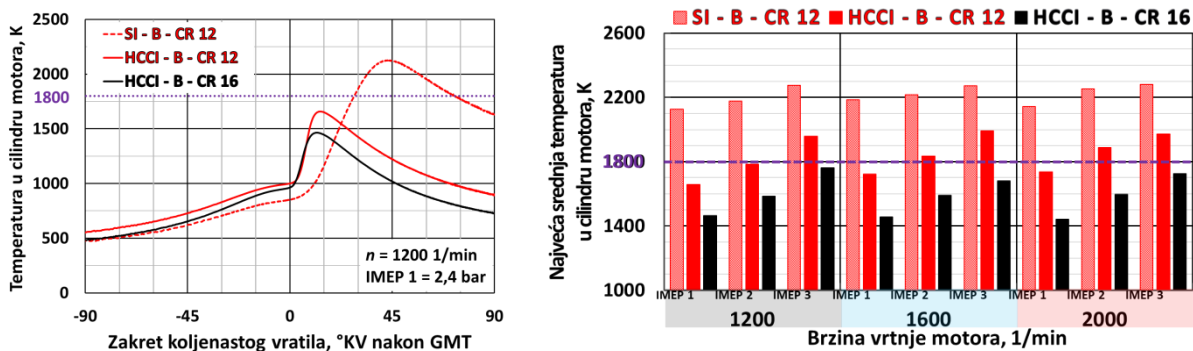 Temperatura u cilindru motora, K
2500
2000
1800
1500
1000
500
0
SI - B - CR 12
HCCI - B - CR 12
HCCI - B - CR 16
n = 1200 1/min
IMEP 1 = 2,4 bar
-90
-45
0
45
90
Zakret koljenastog vratila, °KV nakon GMT
SI - B - CR 12
HCCI - B - CR 12
HCCI - B - CR 16
Najveća srednja temperatura
u cilindru motora, K
2600
2200
1800
1400
1000
IMEP 1
IMEP 2
IMEP 3
IMEP 1
IMEP 2
IMEP 3
IMEP 1
IMEP 2
IMEP 3
1200
1600
2000
Brzina vrtnje motora, 1/min